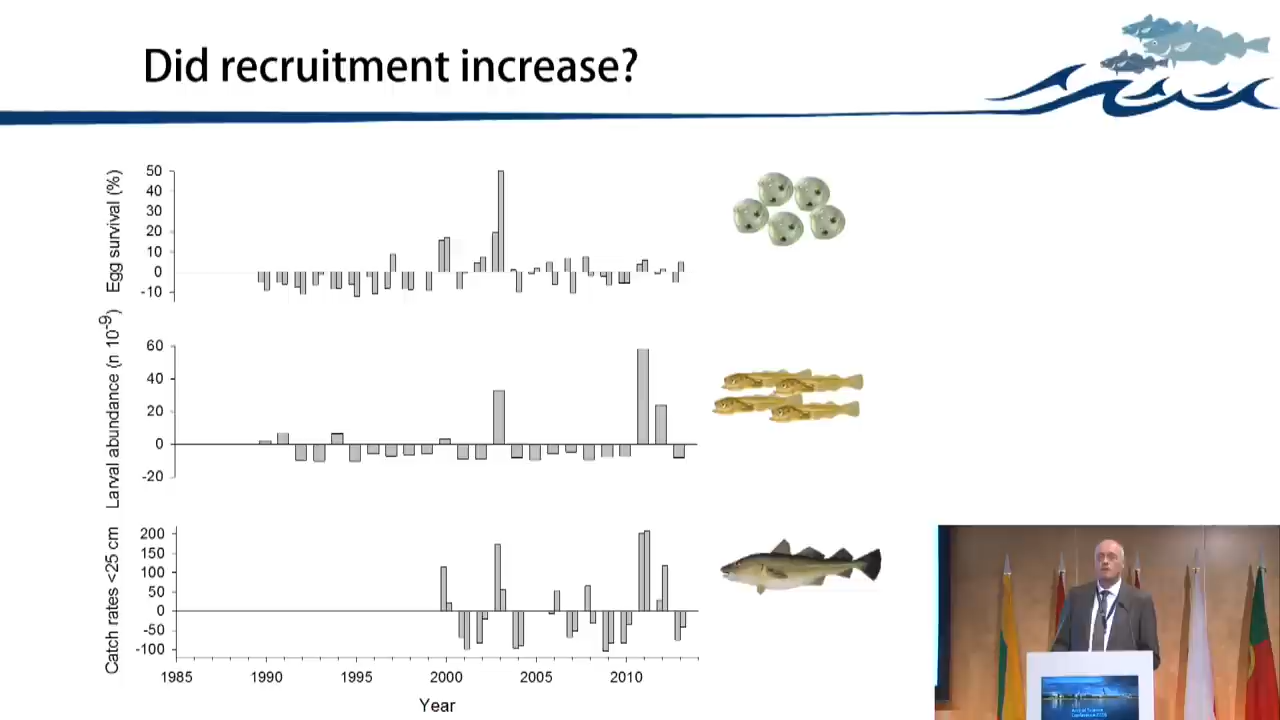 Did recruitment increase?
Egg survival (%)
50
40
30
20
10
0
-10
Larval abundance (n 10-9)
60
40
20
0
-20
Catch rates <25 cm
200
150
100
50
0
-50
-100
1985 1990 1995 2000 2005 2010
Year
Annual Science